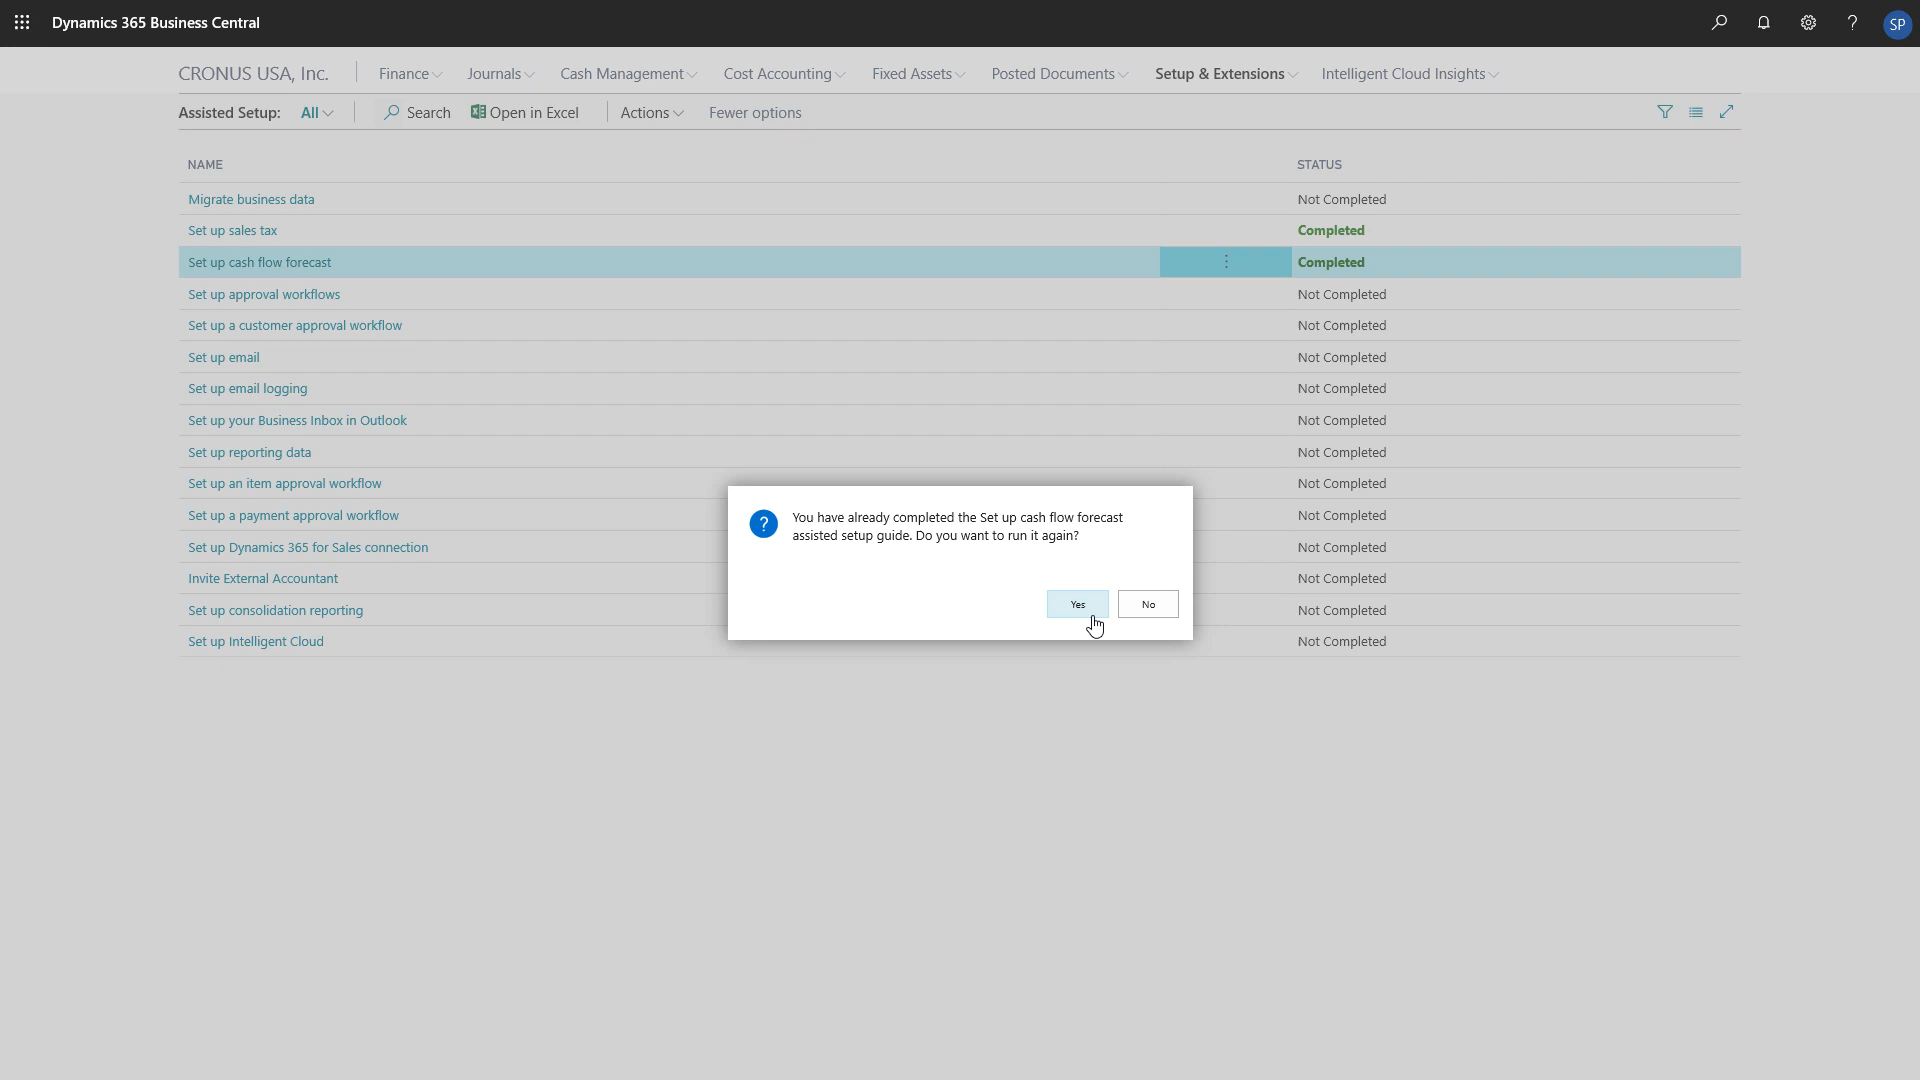 Dynamics 365 Business Central
? SP
CRONUS USA, Inc. Finance Journals Cash Management Cost Accounting Fixed Assets Posted Documents Setup & Extensions Intelligent Cloud Insights
Assisted Setup: All Search Open in Excel Actions Fewer options
NAME STATUS
Migrate business data Not Completed
Set up sales tax Completed
Set up cash flow forecast Completed
Set up approval workflows Not Completed
Set up a customer approval workflow Not Completed
Set up email Not Completed
Set up email logging Not Completed
Set up your Business Inbox in Outlook Not Completed
Set up reporting data Not Completed
Set up an item approval workflow Not Completed
Set up a payment approval workflow Not Completed
Set up Dynamics 365 for Sales connection Not Completed
Invite External Accountant Not Completed
Set up consolidation reporting Not Completed
Set up Intelligent Cloud Not Completed
? You have already completed the Set up cash flow forecast
assisted setup guide. Do you want to run it again?
Yes No